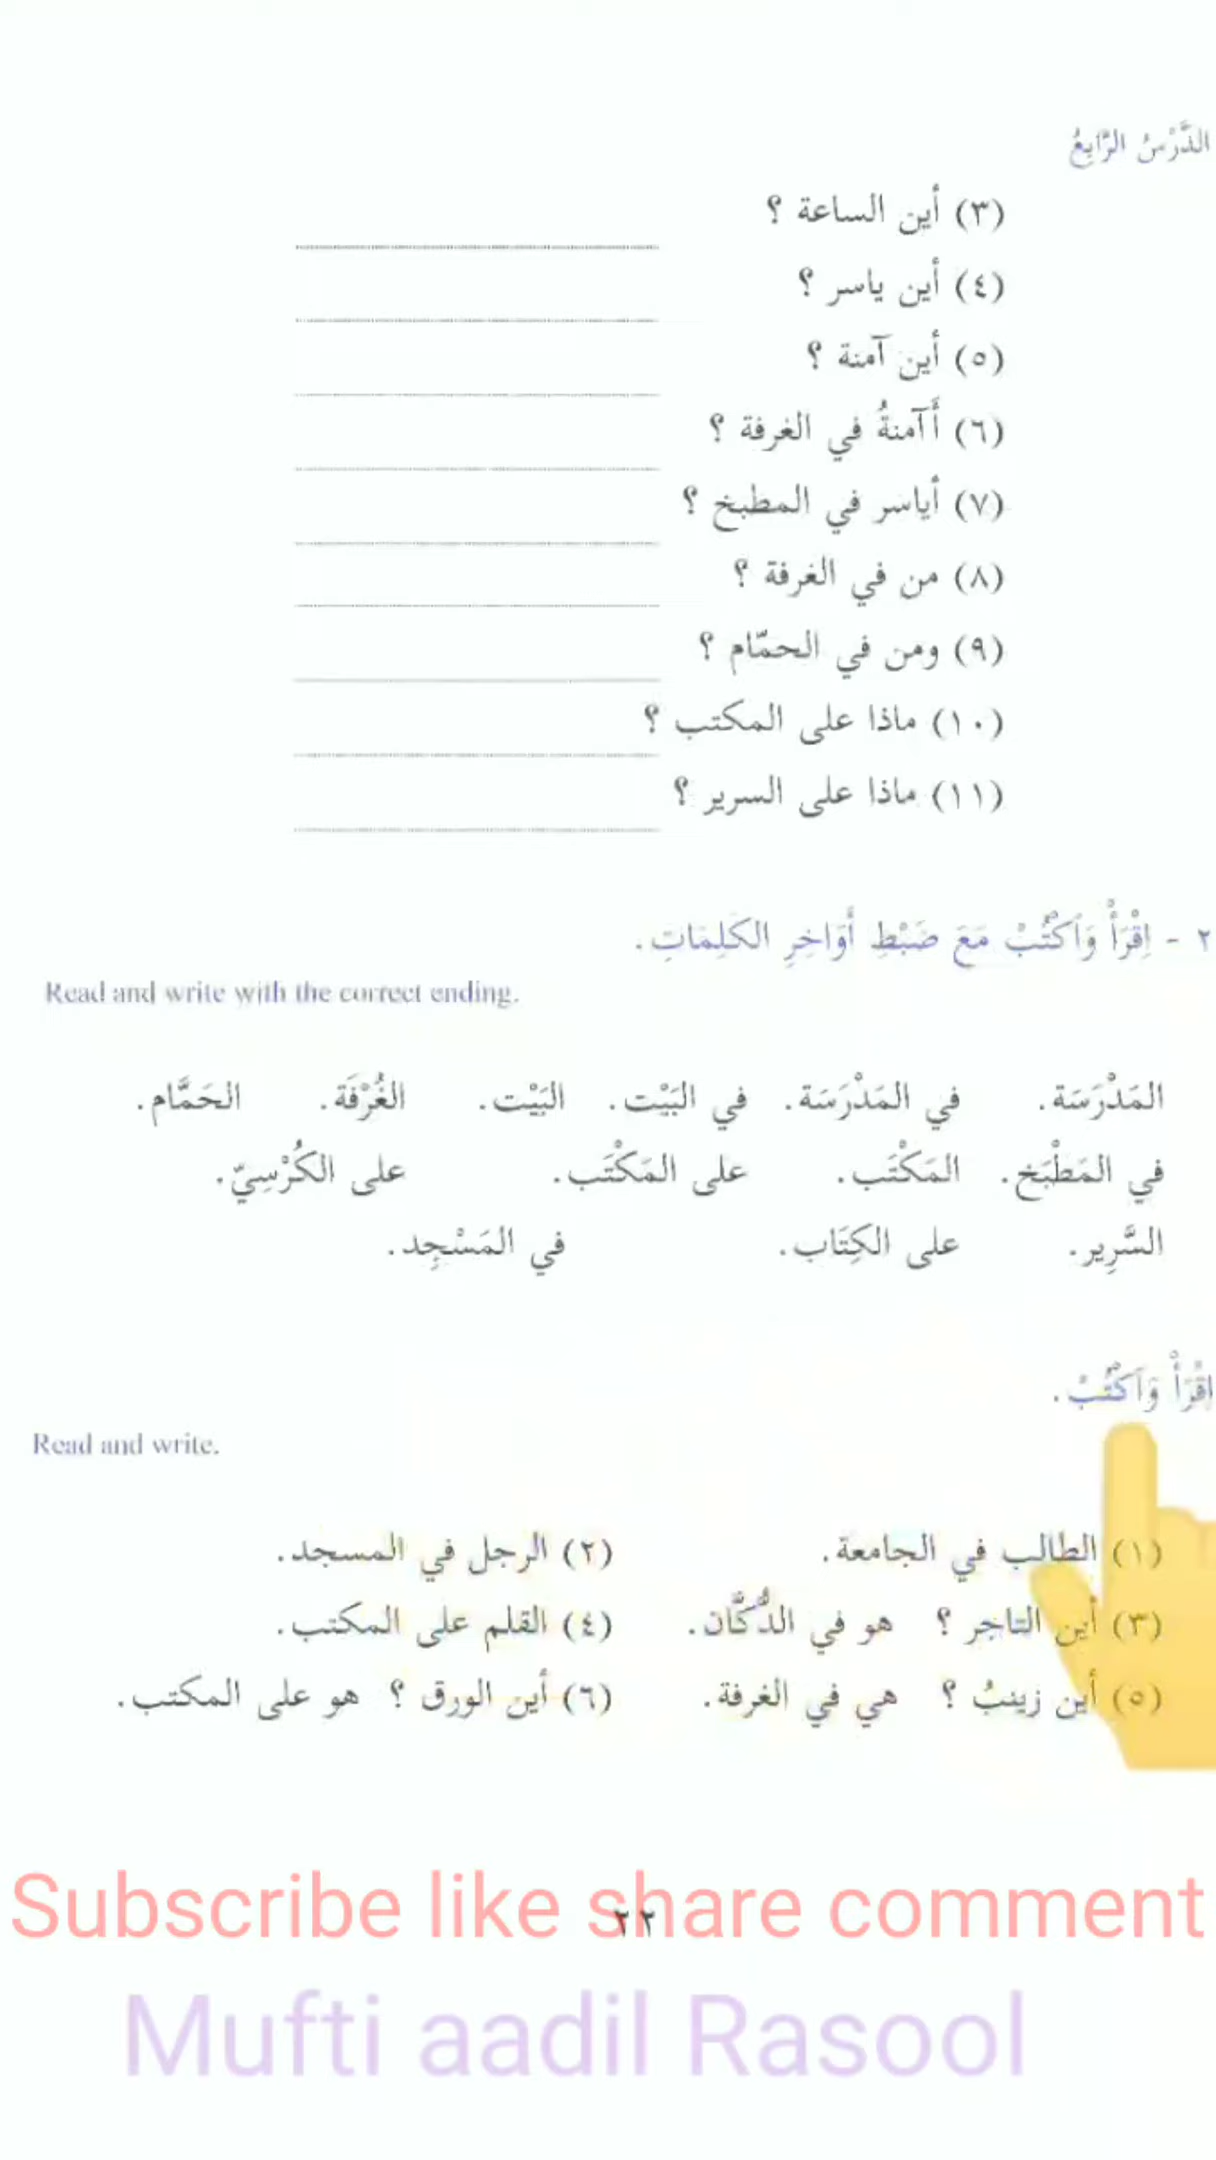 الدَّرْسُ الرَّابِعُ
(٣) أين الساعة ؟
(٤) أين ياسر ؟
(٥) أين آمنة ؟
(٦) أَآمنةُ في الغرفة ؟
(٧) أياسر في المطبخ ؟
(٨) من في الغرفة ؟
(٩) ومن في الحمّام ؟
(١٠) ماذا على المكتب ؟
(١١) ماذا على السرير ؟
٢ - اِقْرَأْ وَاكْتُبْ مَعَ ضَبْطِ أَوَاخِرِ الكَلِمَاتِ.
Read and write with the correct ending.
المَدْرَسَة. في المَدْرَسَة. في البَيْت. البَيْت. الغُرْفَة. الحَمَّام.
في المَطْبَخ. المَكْتَب. على المَكْتَب. على الكُرْسِيّ.
السَّرِير. على الكِتَاب. في المَسْجِد.
اِقْرَأْ وَاكْتُبْ.
Read and write.
(١) الطالب في الجامعة. (٢) الرجل في المسجد.
(٣) أين التاجر ؟ هو في الدُّكَّان. (٤) القلم على المكتب.
(٥) أين زينبُ ؟ هي في الغرفة. (٦) أين الورق ؟ هو على المكتب.
Subscribe like share comment
٢٢
Mufti aadil Rasool